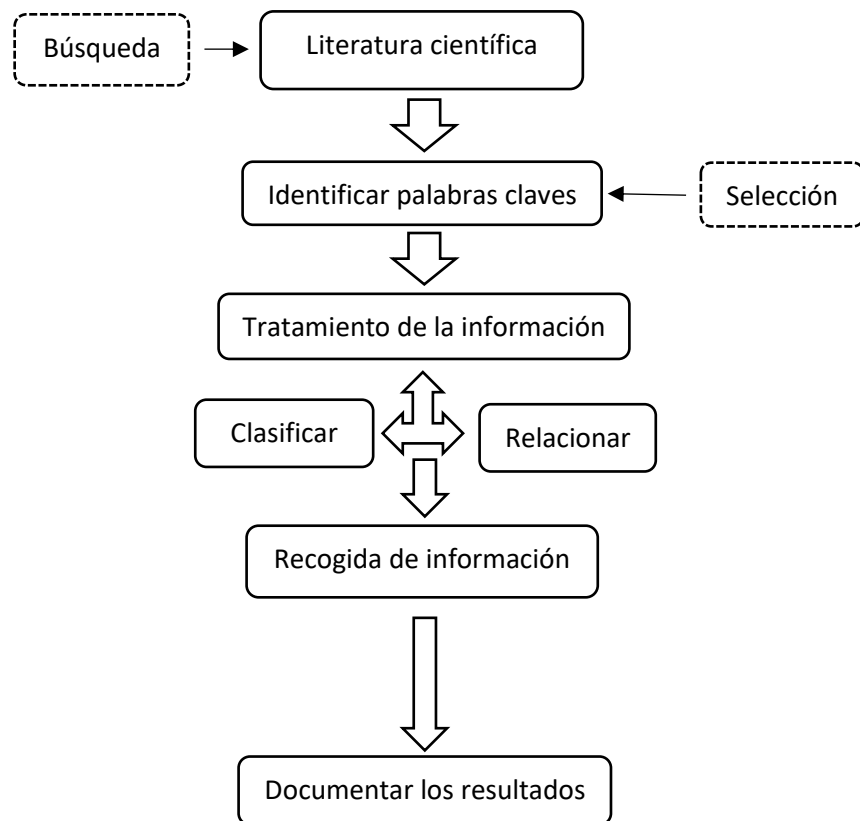 Búsqueda
Literatura científica
Identificar palabras claves
Selección
Tratamiento de la información
Clasificar
Relacionar
Recogida de información
Documentar los resultados